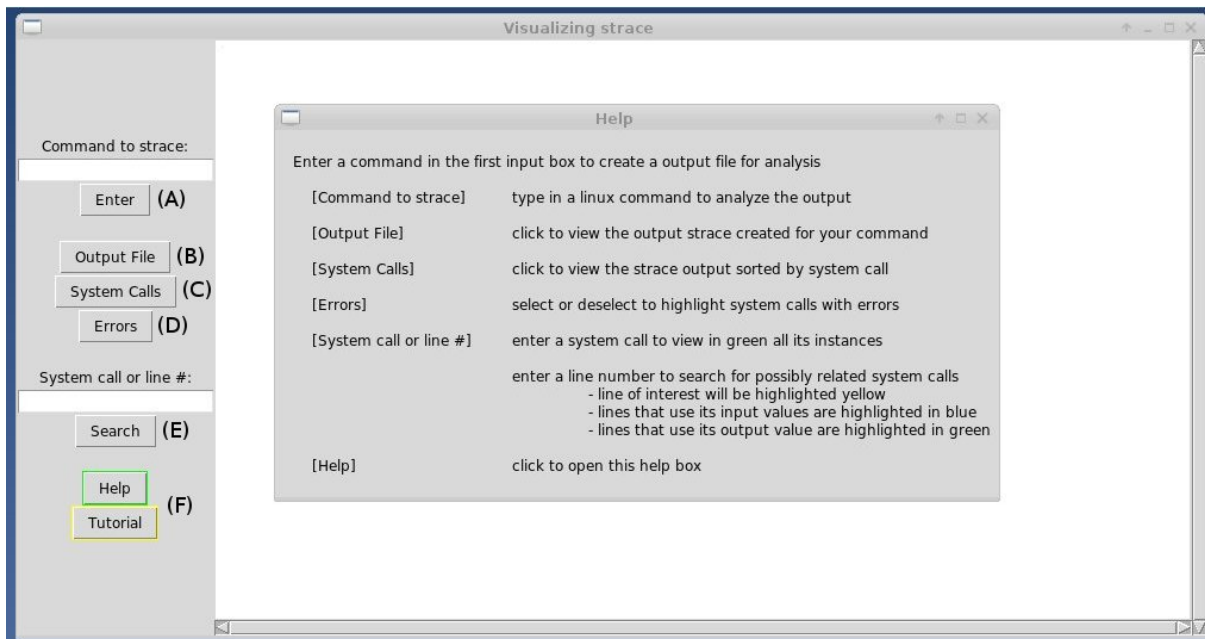 Visualizing strace
Command to strace:
Enter (A)
Output File (B)
System Calls (C)
Errors (D)
System call or line #:
Search (E)
Help
Tutorial
(F)
Help
Enter a command in the first input box to create a output file for analysis
[Command to strace] type in a linux command to analyze the output
[Output File] click to view the output strace created for your command
[System Calls] click to view the strace output sorted by system call
[Errors] select or deselect to highlight system calls with errors
[System call or line #] enter a system call to view in green all its instances
enter a line number to search for possibly related system calls
- line of interest will be highlighted yellow
- lines that use its input values are highlighted in blue
- lines that use its output value are highlighted in green
[Help] click to open this help box